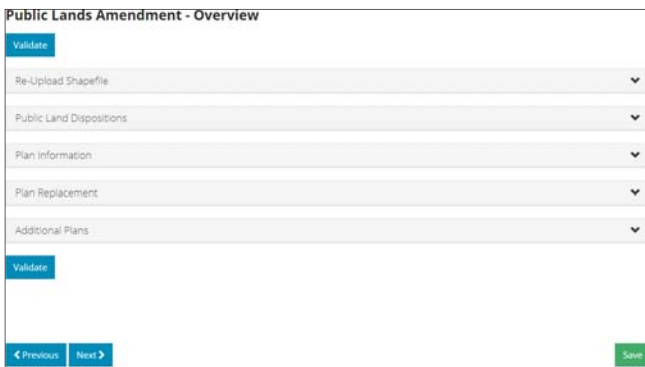 Public Lands Amendment - Overview
Validate
Re-Upload Shapefile
Public Land Dispositions
Plan Information
Plan Replacement
Additional Plans
Validate
Previous Next
Save